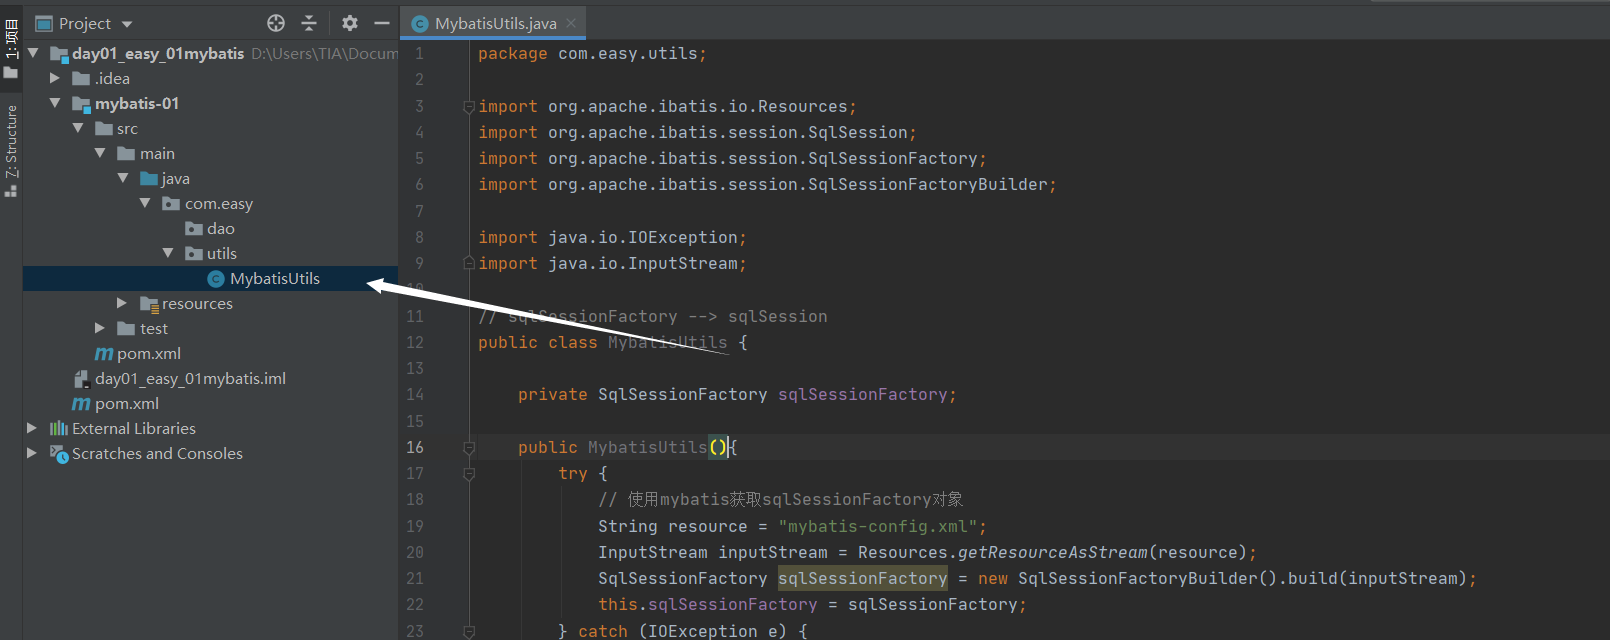 1: 项目
7: Structure
Project
day01_easy_01mybatis D:\Users\TIA\Docum
.idea
mybatis-01
src
main
java
com.easy
dao
utils
MybatisUtils
resources
test
pom.xml
day01_easy_01mybatis.iml
pom.xml
External Libraries
Scratches and Consoles
MybatisUtils.java
1 package com.easy.utils;
2
3 import org.apache.ibatis.io.Resources;
4 import org.apache.ibatis.session.SqlSession;
5 import org.apache.ibatis.session.SqlSessionFactory;
6 import org.apache.ibatis.session.SqlSessionFactoryBuilder;
7
8 import java.io.IOException;
9 import java.io.InputStream;
10
11 // sqlSessionFactory --> sqlSession
12 public class MybatisUtils {
13
14 private SqlSessionFactory sqlSessionFactory;
15
16 public MybatisUtils(){
17 try {
18 // 使用mybatis获取sqlSessionFactory对象
19 String resource = "mybatis-config.xml";
20 InputStream inputStream = Resources.getResourceAsStream(resource);
21 SqlSessionFactory sqlSessionFactory = new SqlSessionFactoryBuilder().build(inputStream);
22 this.sqlSessionFactory = sqlSessionFactory;
23 } catch (IOException e) {